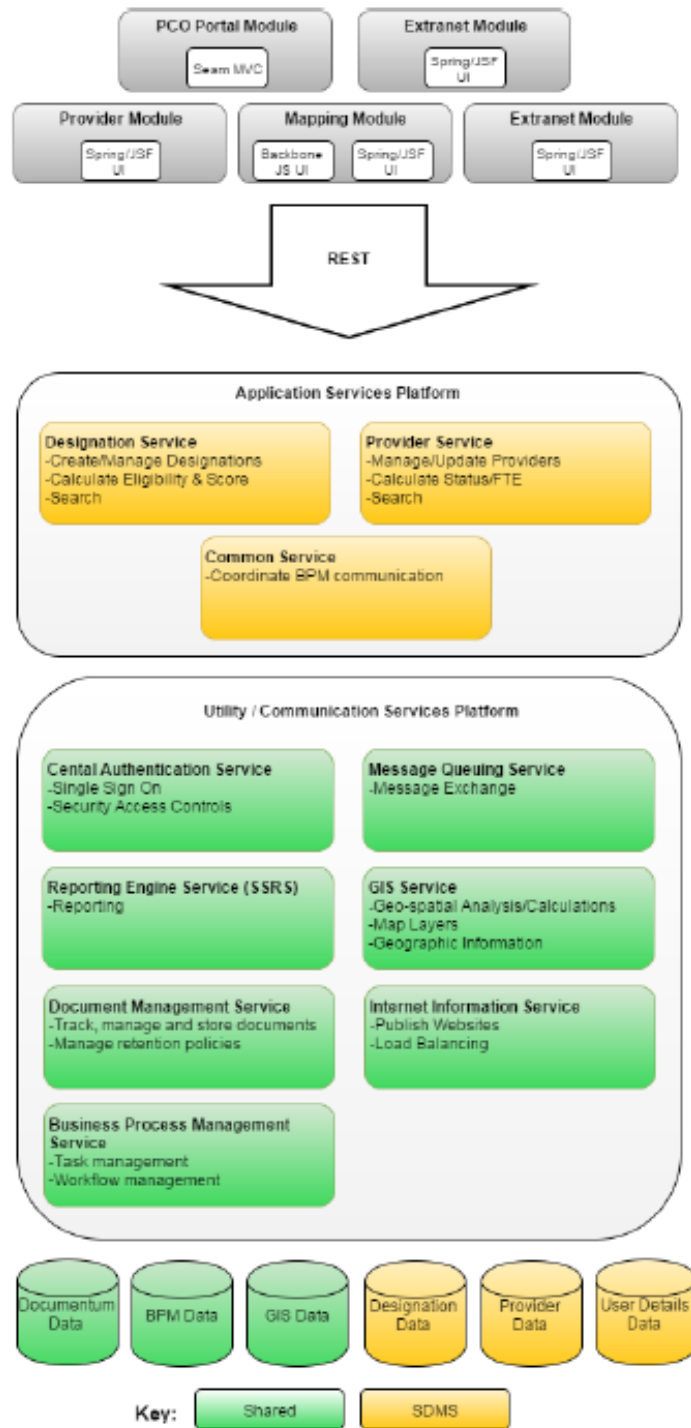 PCO Portal Module
Seam MVC
Extranet Module
Spring/JSF
UI
Provider Module
Spring/JSF
UI
Mapping Module
Backbone
JS UI
Spring/JSF
UI
Extranet Module
Spring/JSF
UI
REST
Application Services Platform
Designation Service
-Create/Manage Designations
-Calculate Eligibility & Score
-Search
Provider Service
-Manage/Update Providers
-Calculate Status/FTE
-Search
Common Service
-Coordinate BPM communication
Utility / Communication Services Platform
Cental Authentication Service
-Single Sign On
-Security Access Controls
Message Queuing Service
-Message Exchange
Reporting Engine Service (SSRS)
-Reporting
GIS Service
-Geo-spatial Analysis/Calculations
-Map Layers
-Geographic Information
Document Management Service
-Track, manage and store documents
-Manage retention policies
Internet Information Service
-Publish Websites
-Load Balancing
Business Process Management
Service
-Task management
-Workflow management
Documentum
Data
BPM Data
GIS Data
Designation
Data
Provider
Data
User Details
Data
Key:
Shared
SDMS